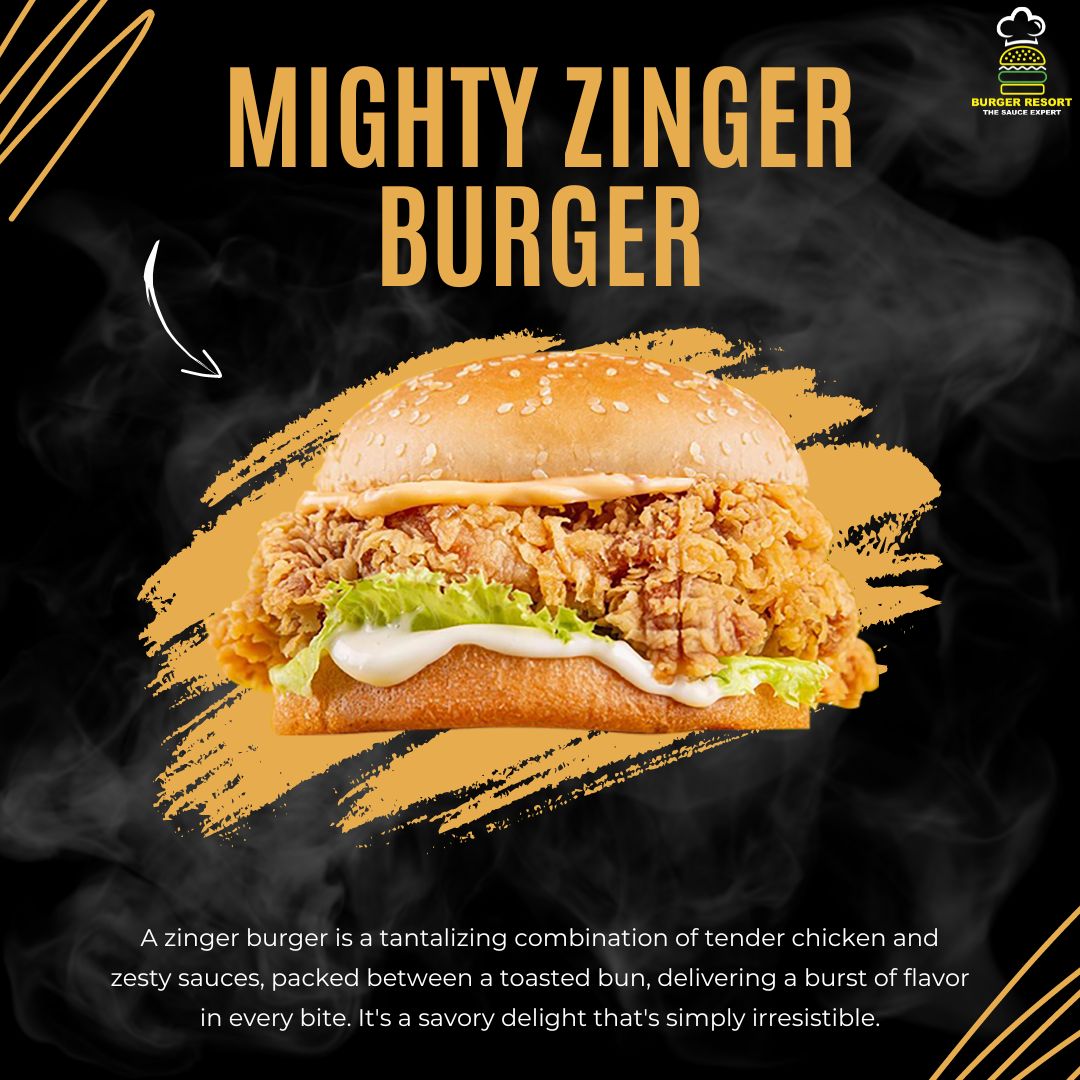 BURGER RESORT
THE SAUCE EXPERT
MIGHTY ZINGER
BURGER
A zinger burger is a tantalizing combination of tender chicken and
zesty sauces, packed between a toasted bun, delivering a burst of flavor
in every bite. It's a savory delight that's simply irresistible.